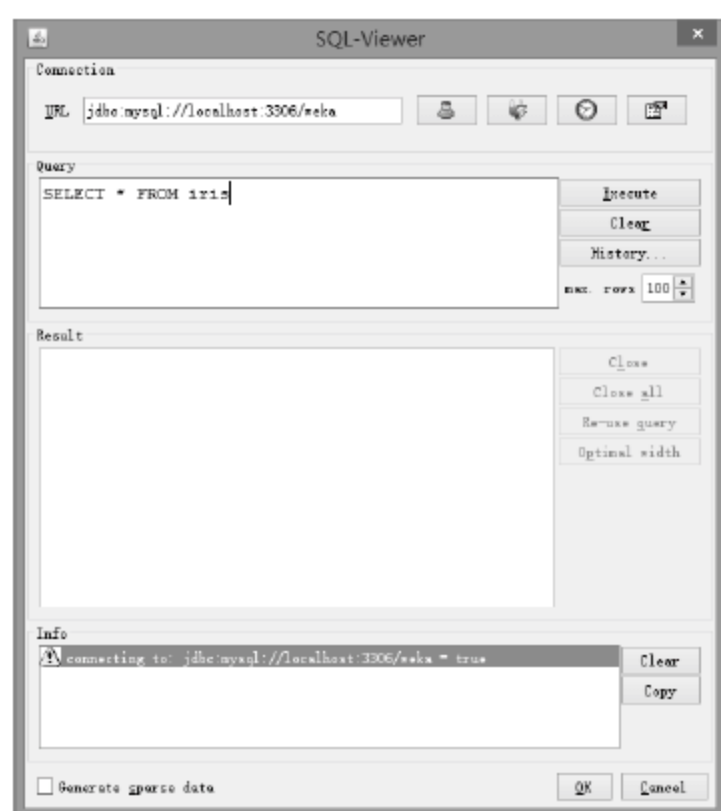 SQL-Viewer
Connection
URL jdbc:mysql://localhost:3306/weka
Query
SELECT * FROM iris
Execute
Clear
History...
max. rows 100
Result
Close
Close all
Re-use query
Optimal width
Info
connecting to: jdbc:mysql://localhost:3306/weka = true
Clear
Copy
Generate sparse data
OK Cancel